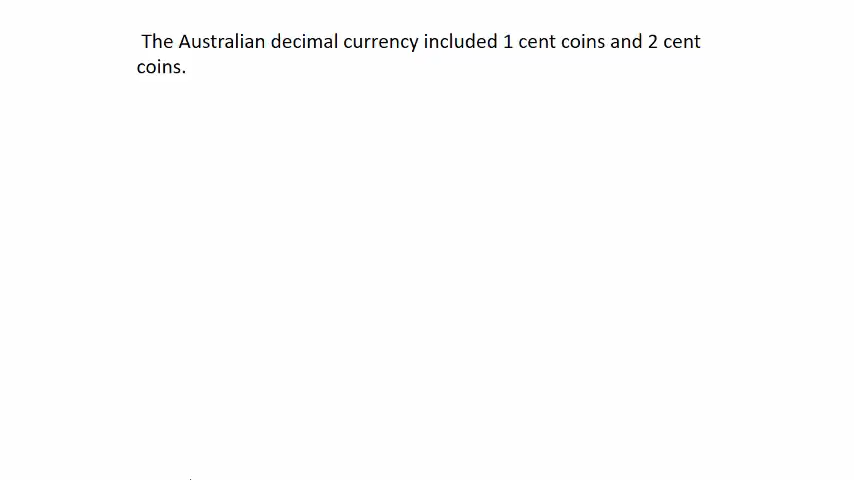 The Australian decimal currency included 1 cent coins and 2 cent
coins.